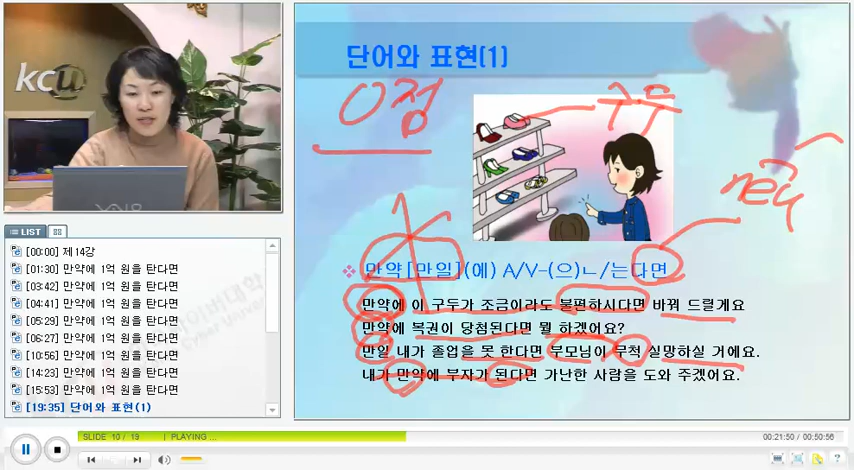 kcu
VAIO
LIST
[00:00] 제 14강
[01:30] 만약에 1억 원을 탄다면
[03:42] 만약에 1억 원을 탄다면
[04:41] 만약에 1억 원을 탄다면
[05:29] 만약에 1억 원을 탄다면
[06:27] 만약에 1억 원을 탄다면
[10:56] 만약에 1억 원을 탄다면
[14:23] 만약에 1억 원을 탄다면
[15:53] 만약에 1억 원을 탄다면
[19:35] 단어와 표현(1)
단어와 표현(1)
0점
구두
new
만약[만일](에) A/V-(으)ㄴ/는다면
만약에 이 구두가 조금이라도 불편하시다면 바꿔 드릴게요
만약에 복권이 당첨된다면 뭘 하겠어요?
만일 내가 졸업을 못 한다면 부모님이 무척 실망하실 거에요.
내가 만약에 부자가 된다면 가난한 사람을 도와 주겠어요.
SLIDE 10 / 19 | PLAYING ...
00:21:50 / 00:50:56